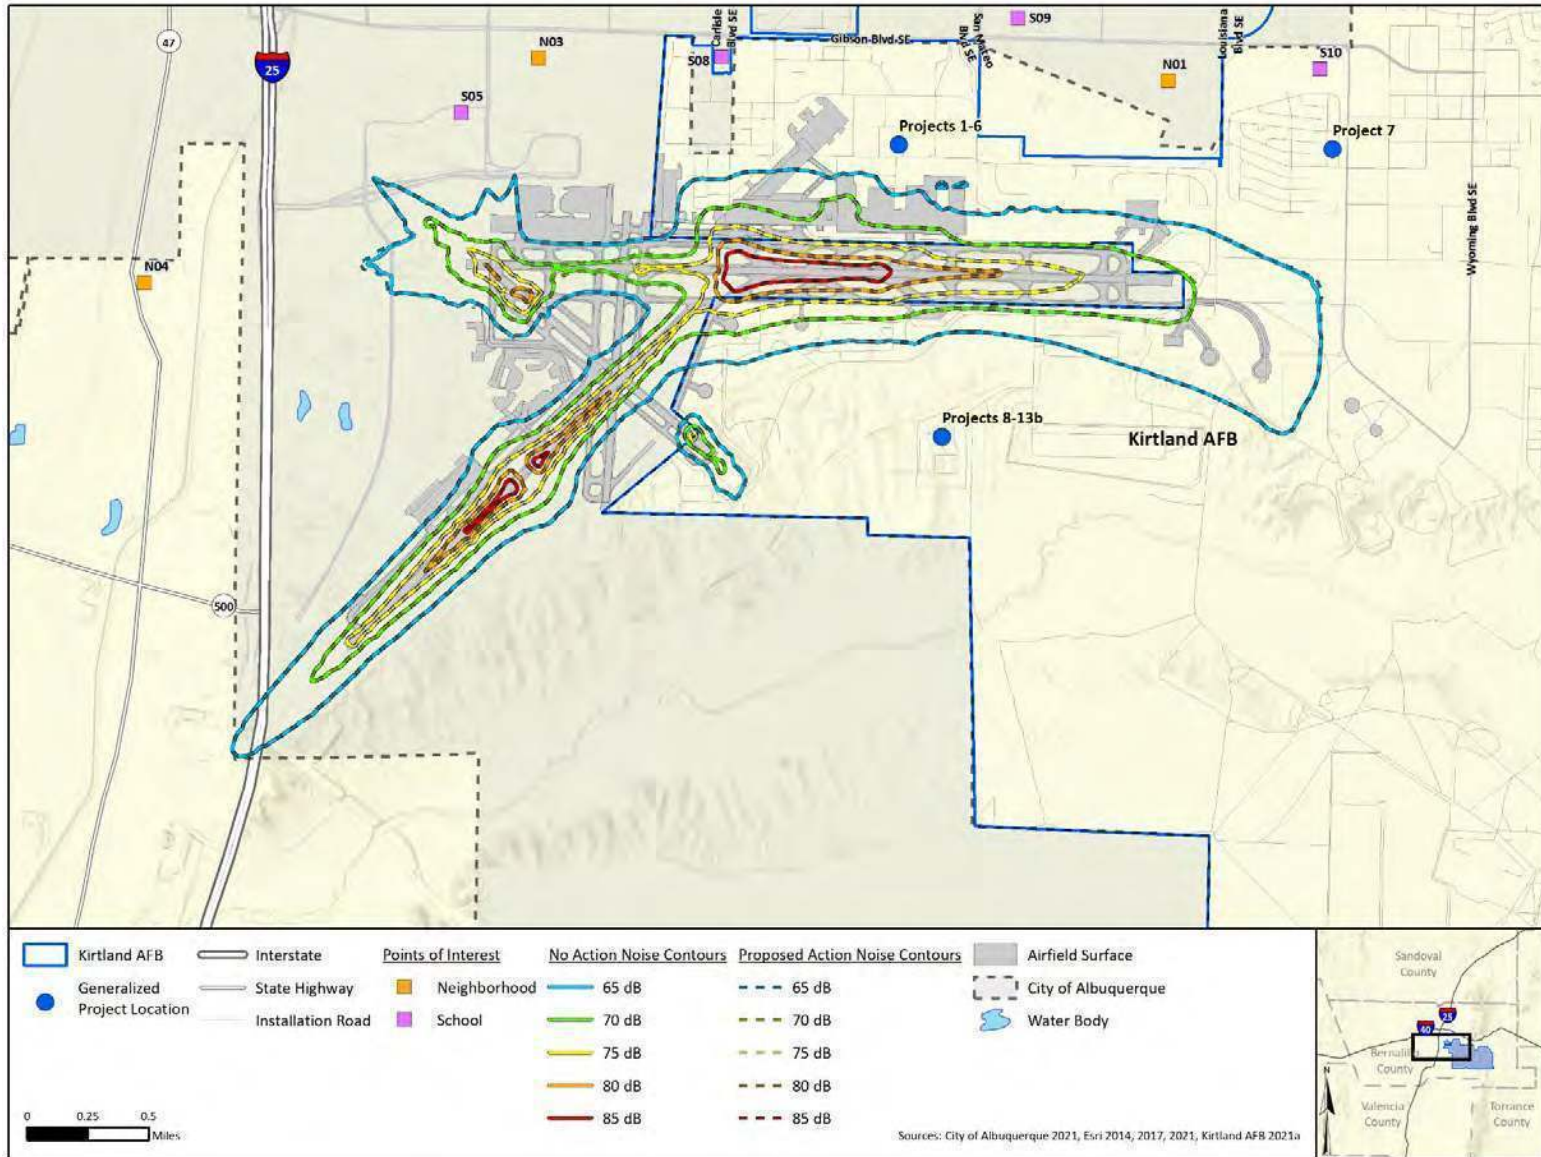 47
25
N03
Carlisle
Blvd SE
S08
Gibson Blvd SE
San Mateo
Blvd SE
S09
Louisiana
Blvd SE
N01
S10
S05
Projects 1-6
Project 7
Wyoming Blvd SE
N04
Projects 8-13b
Kirtland AFB
500
Kirtland AFB
Generalized
Project Location
Interstate
State Highway
Installation Road
Points of Interest
Neighborhood
School
No Action Noise Contours
65 dB
70 dB
75 dB
80 dB
85 dB
Proposed Action Noise Contours
65 dB
70 dB
75 dB
80 dB
85 dB
Airfield Surface
City of Albuquerque
Water Body
0 0.25 0.5
Miles
Sources: City of Albuquerque 2021, Esri 2014, 2017, 2021, Kirtland AFB 2021a
Sandoval
County
25
40
Bernalillo
County
N
Valencia
County
Torrance
County